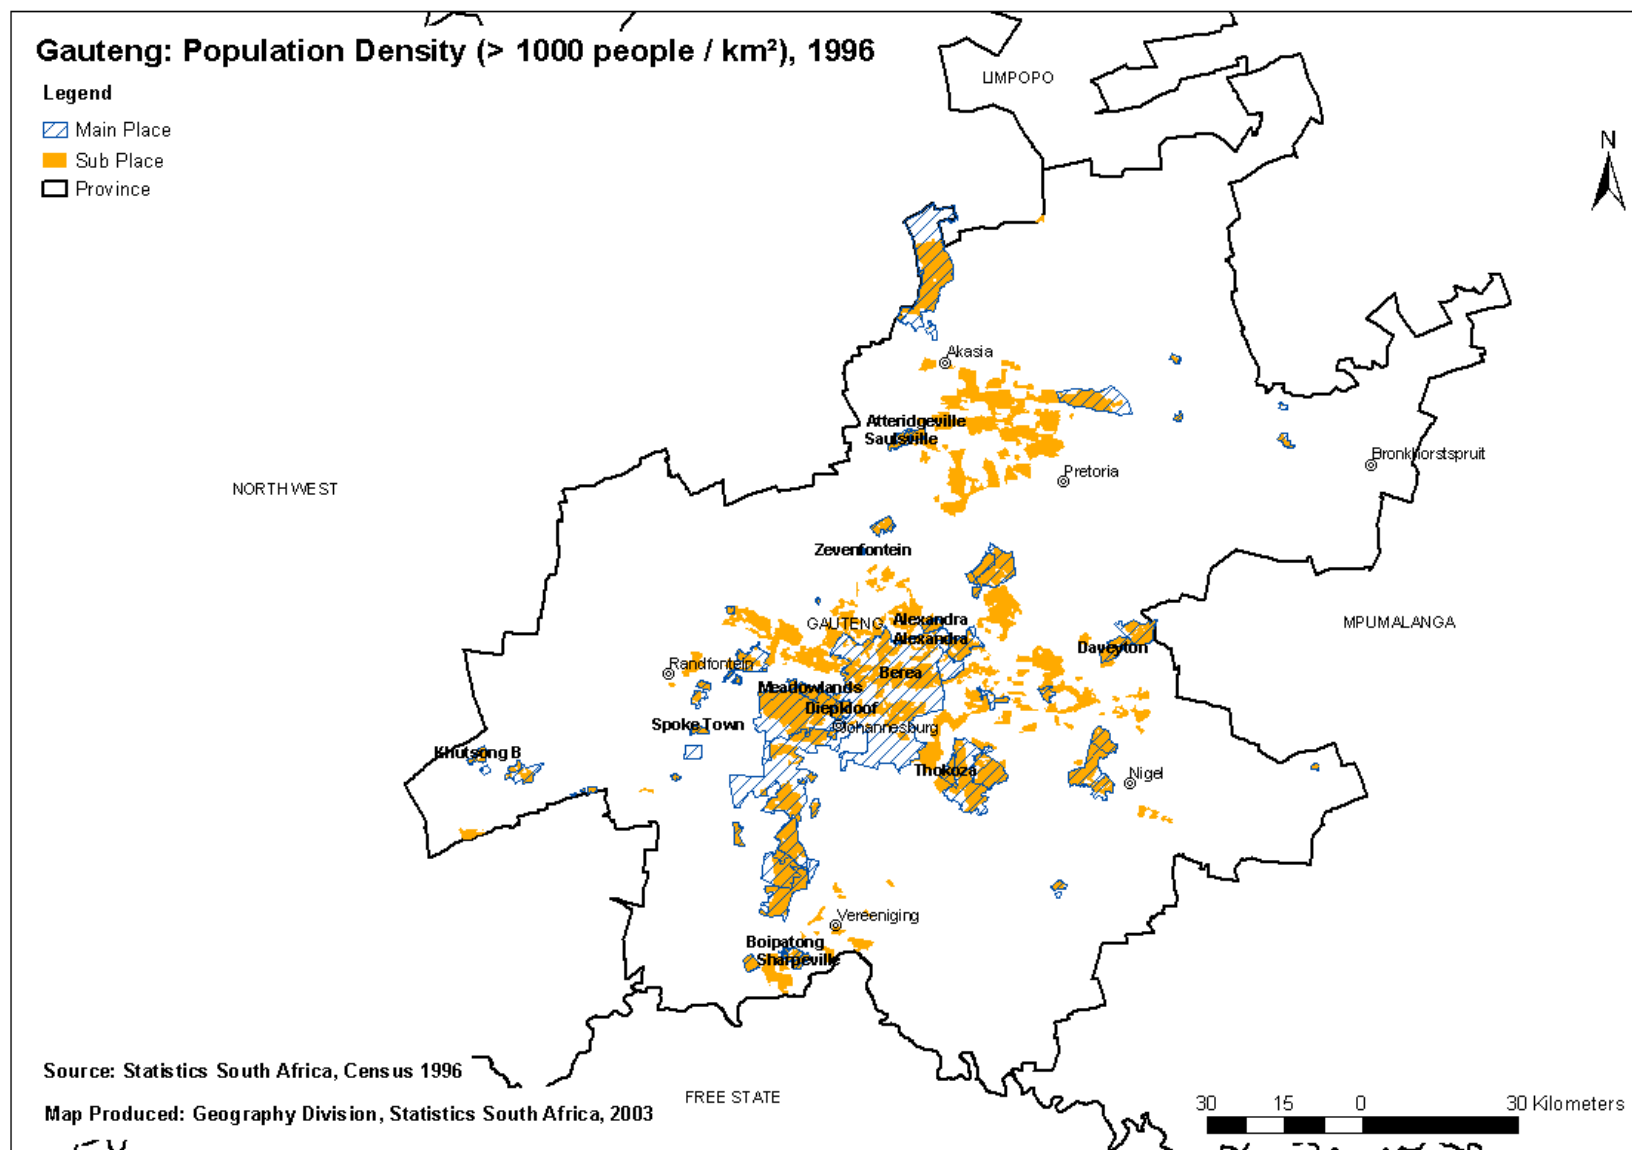 Gauteng: Population Density (> 1000 people / km²), 1996
Legend
Main Place
Sub Place
Province
LIMPOPO
N
Akasia
Atteridgeville
Saulsville
Bronkhorstspruit
Pretoria
NORTH WEST
Zevenfontein
Alexandra
GAUTENG
MPUMALANGA
Alexandra
Daveyton
Randfontein
Berea
Meadowlands
Diepkloof
Spoke Town
Johannesburg
Khutsong B
Thokoza
Nigel
Vereeniging
Boipatong
Sharpeville
Source: Statistics South Africa, Census 1996
FREE STATE
Map Produced: Geography Division, Statistics South Africa, 2003
30 15 0 30 Kilometers